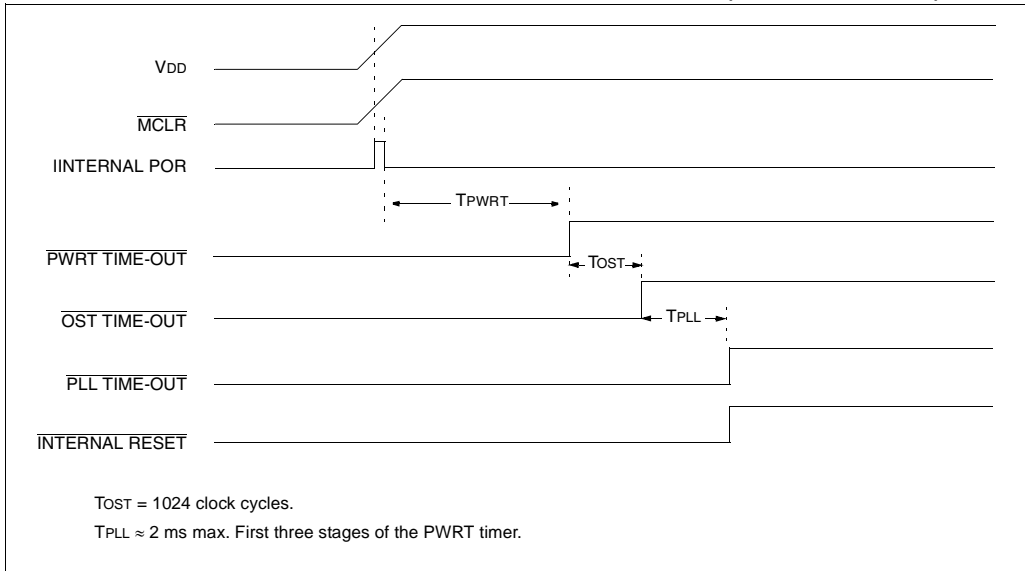 VDD
MCLR
IINTERNAL POR
TPWRT
PWRT TIME-OUT
TOST
OST TIME-OUT
TPLL
PLL TIME-OUT
INTERNAL RESET
TOST = 1024 clock cycles.
TPLL ≈ 2 ms max. First three stages of the PWRT timer.